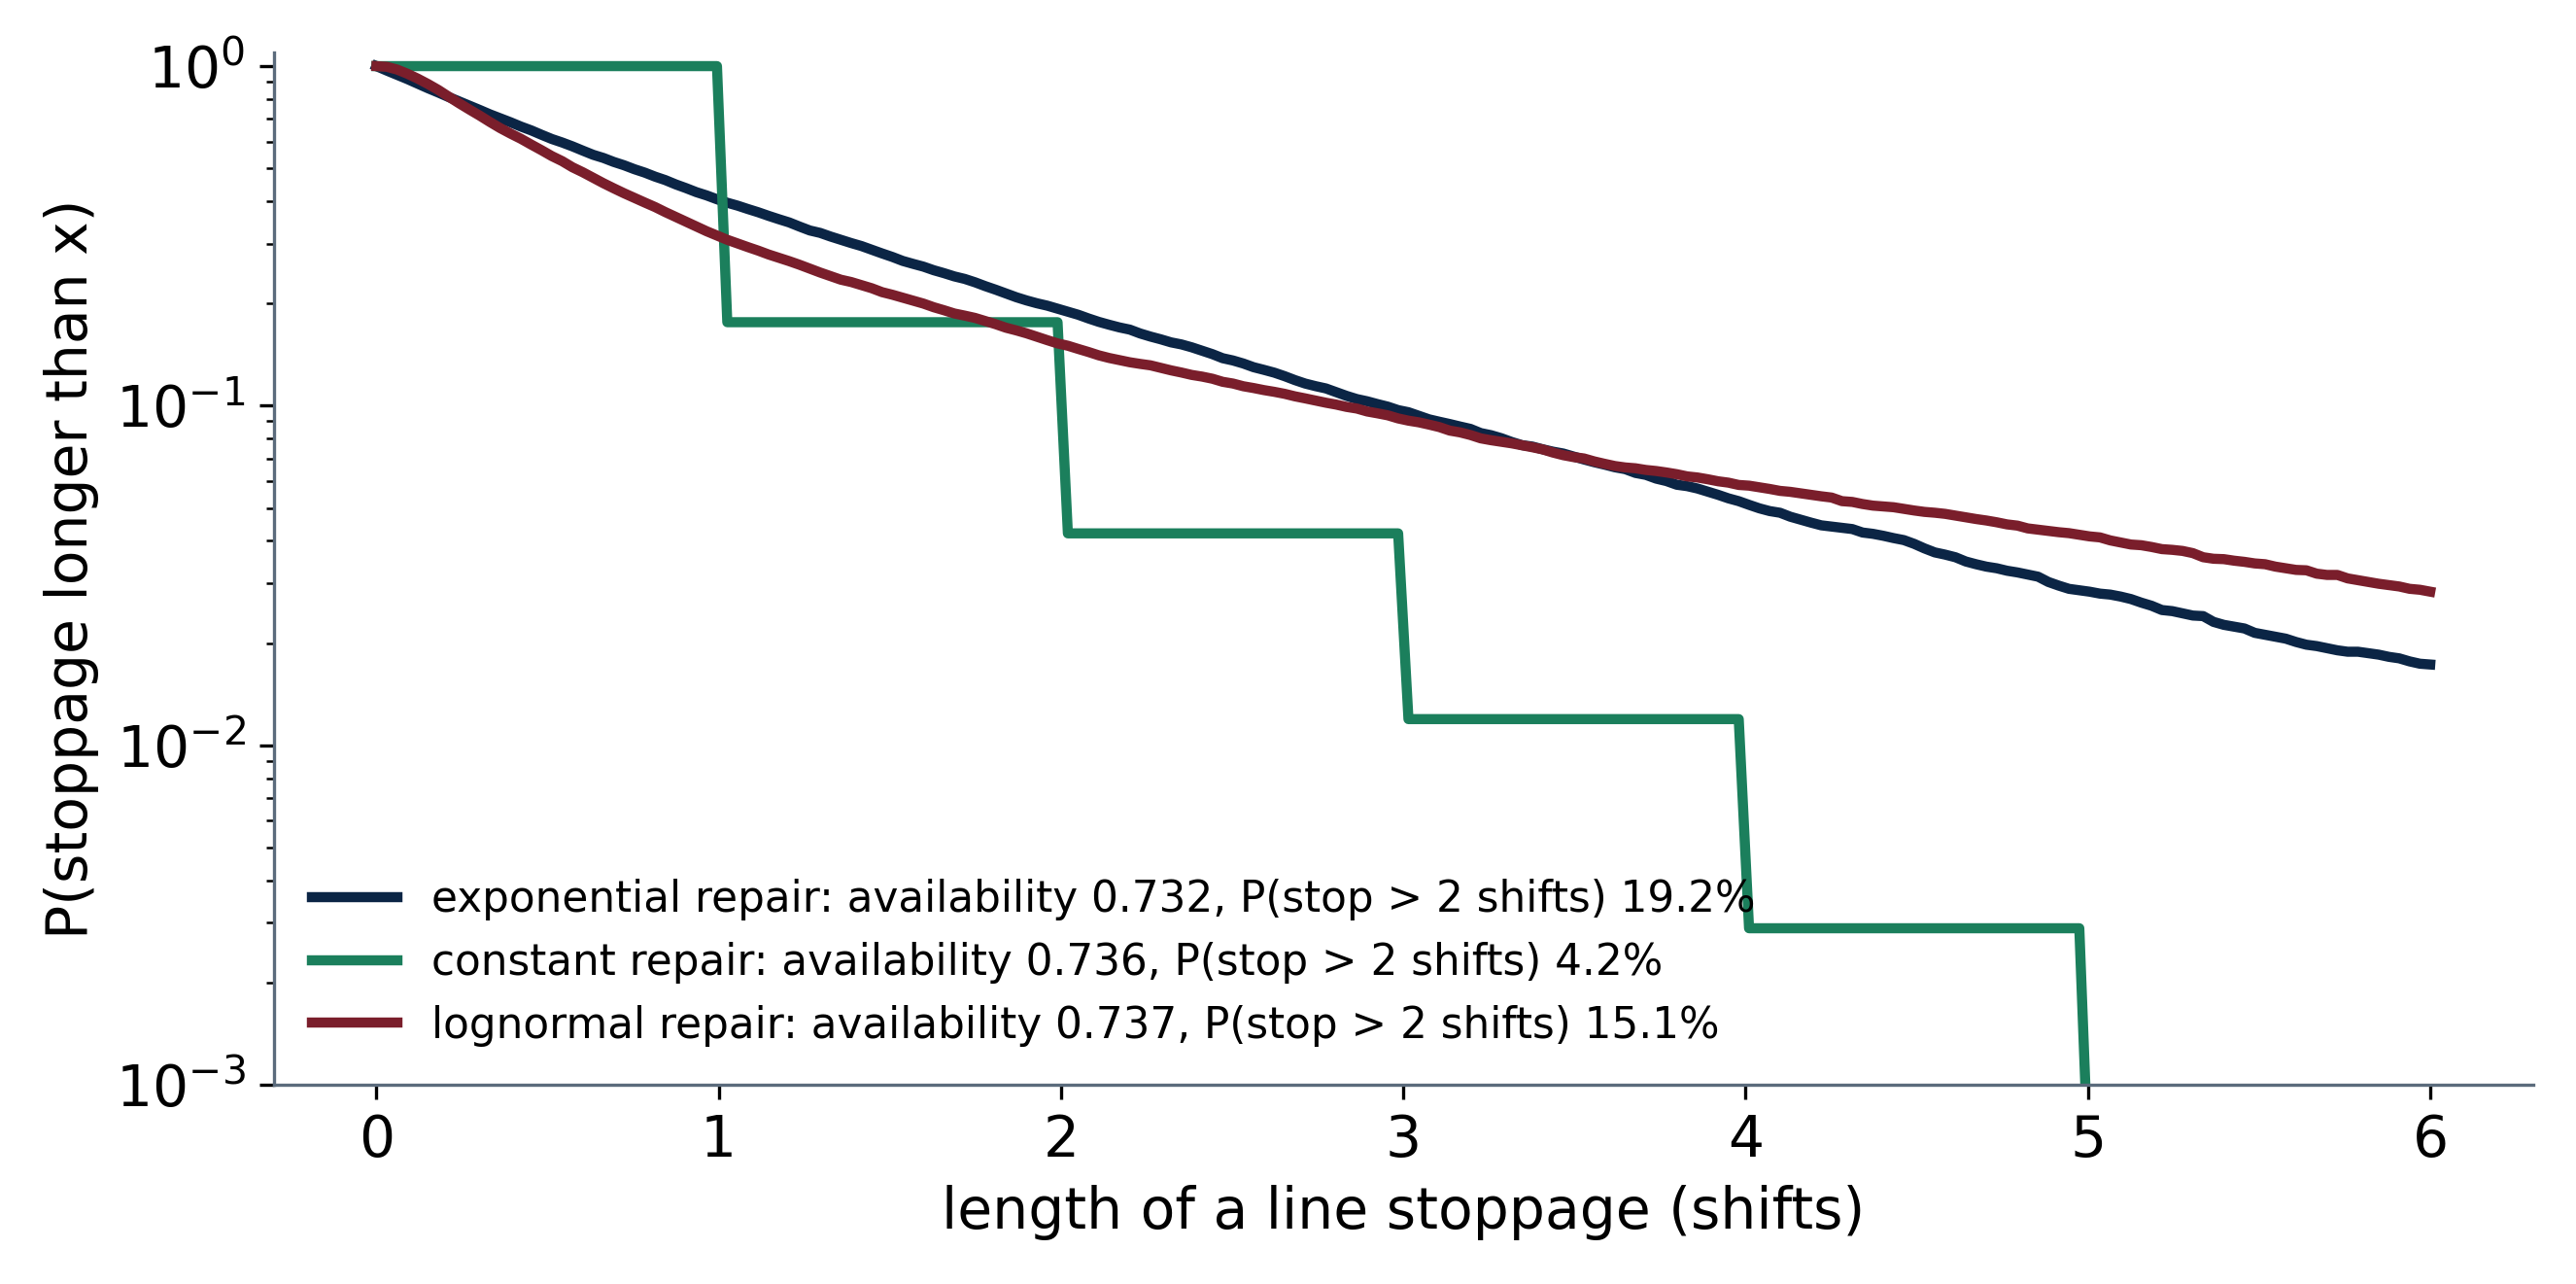 10⁰
10⁻¹
10⁻²
10⁻³
P(stoppage longer than x)
exponential repair: availability 0.732, P(stop > 2 shifts) 19.2%
constant repair: availability 0.736, P(stop > 2 shifts) 4.2%
lognormal repair: availability 0.737, P(stop > 2 shifts) 15.1%
0 1 2 3 4 5 6
length of a line stoppage (shifts)